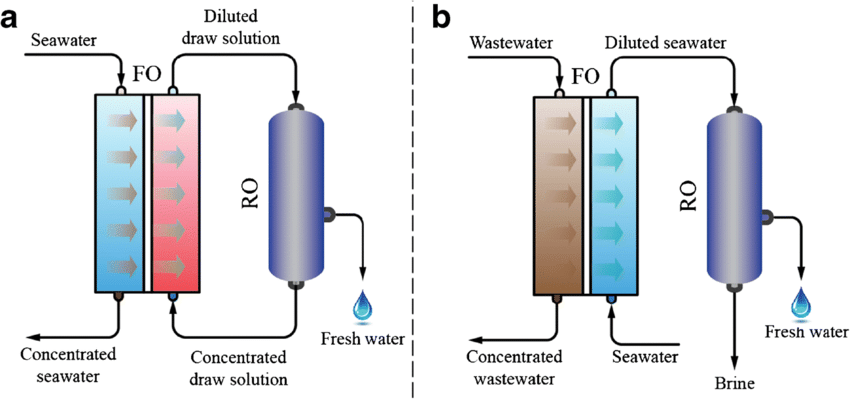 a
Seawater
Diluted
draw solution
FO
RO
Fresh water
Concentrated
seawater
Concentrated
draw solution
b
Wastewater
Diluted seawater
FO
RO
Fresh water
Concentrated
wastewater
Seawater
Brine